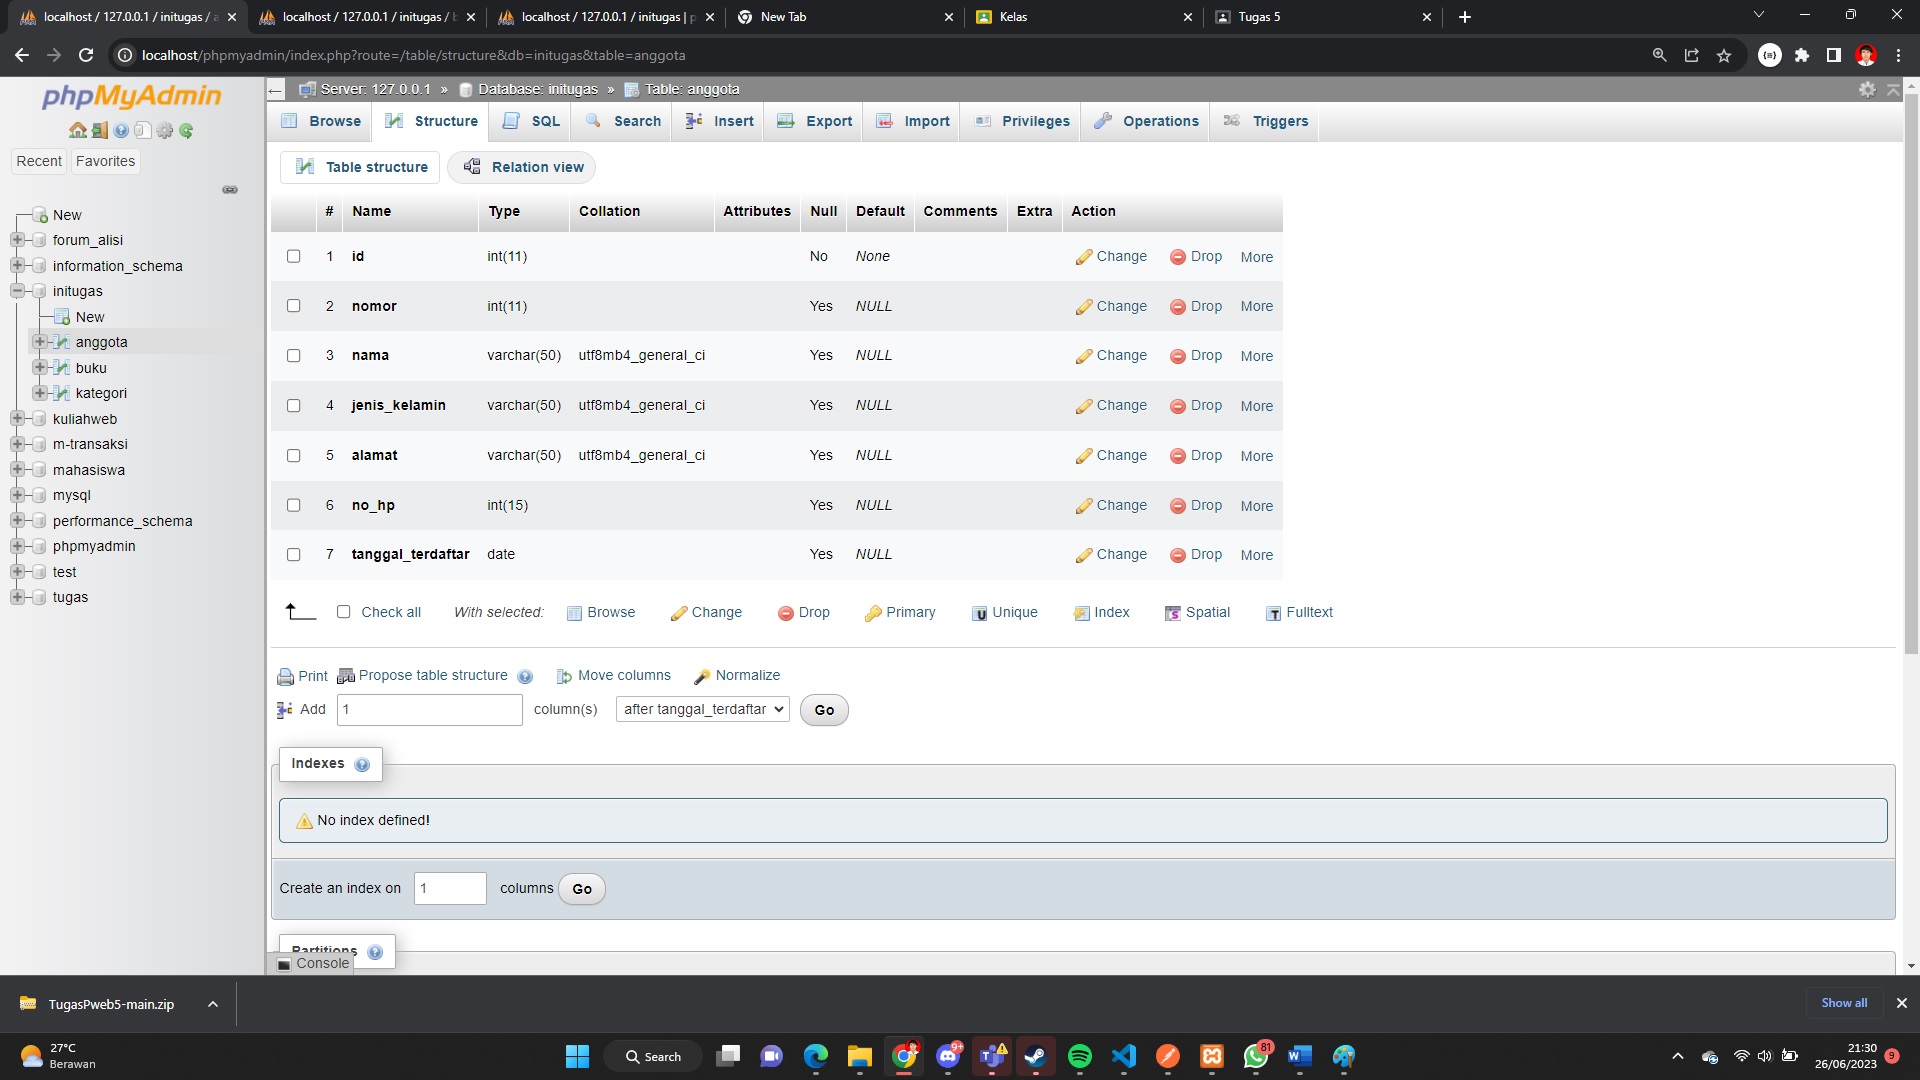 localhost / 127.0.0.1 / initugas / a
localhost / 127.0.0.1 / initugas / b
localhost / 127.0.0.1 / initugas | p
New Tab
Kelas
Tugas 5
localhost/phpmyadmin/index.php?route=/table/structure&db=initugas&table=anggota
phpMyAdmin
Server: 127.0.0.1 » Database: initugas » Table: anggota
Browse Structure SQL Search Insert Export Import Privileges Operations Triggers
Recent Favorites
Table structure Relation view
New
forum_alisi
information_schema
initugas
New
anggota
buku
kategori
kuliahweb
m-transaksi
mahasiswa
mysql
performance_schema
phpmyadmin
test
tugas
# Name Type Collation Attributes Null Default Comments Extra Action
1 id int(11) No None Change Drop More
2 nomor int(11) Yes NULL Change Drop More
3 nama varchar(50) utf8mb4_general_ci Yes NULL Change Drop More
4 jenis_kelamin varchar(50) utf8mb4_general_ci Yes NULL Change Drop More
5 alamat varchar(50) utf8mb4_general_ci Yes NULL Change Drop More
6 no_hp int(15) Yes NULL Change Drop More
7 tanggal_terdaftar date Yes NULL Change Drop More
Check all With selected: Browse Change Drop Primary Unique Index Spatial Fulltext
Print Propose table structure Move columns Normalize
Add 1 column(s) after tanggal_terdaftar Go
Indexes
No index defined!
Create an index on 1 columns Go
Partitions
Console
TugasPweb5-main.zip
Show all
27°C
Berawan
Search
9+
81
21:30
26/06/2023
9